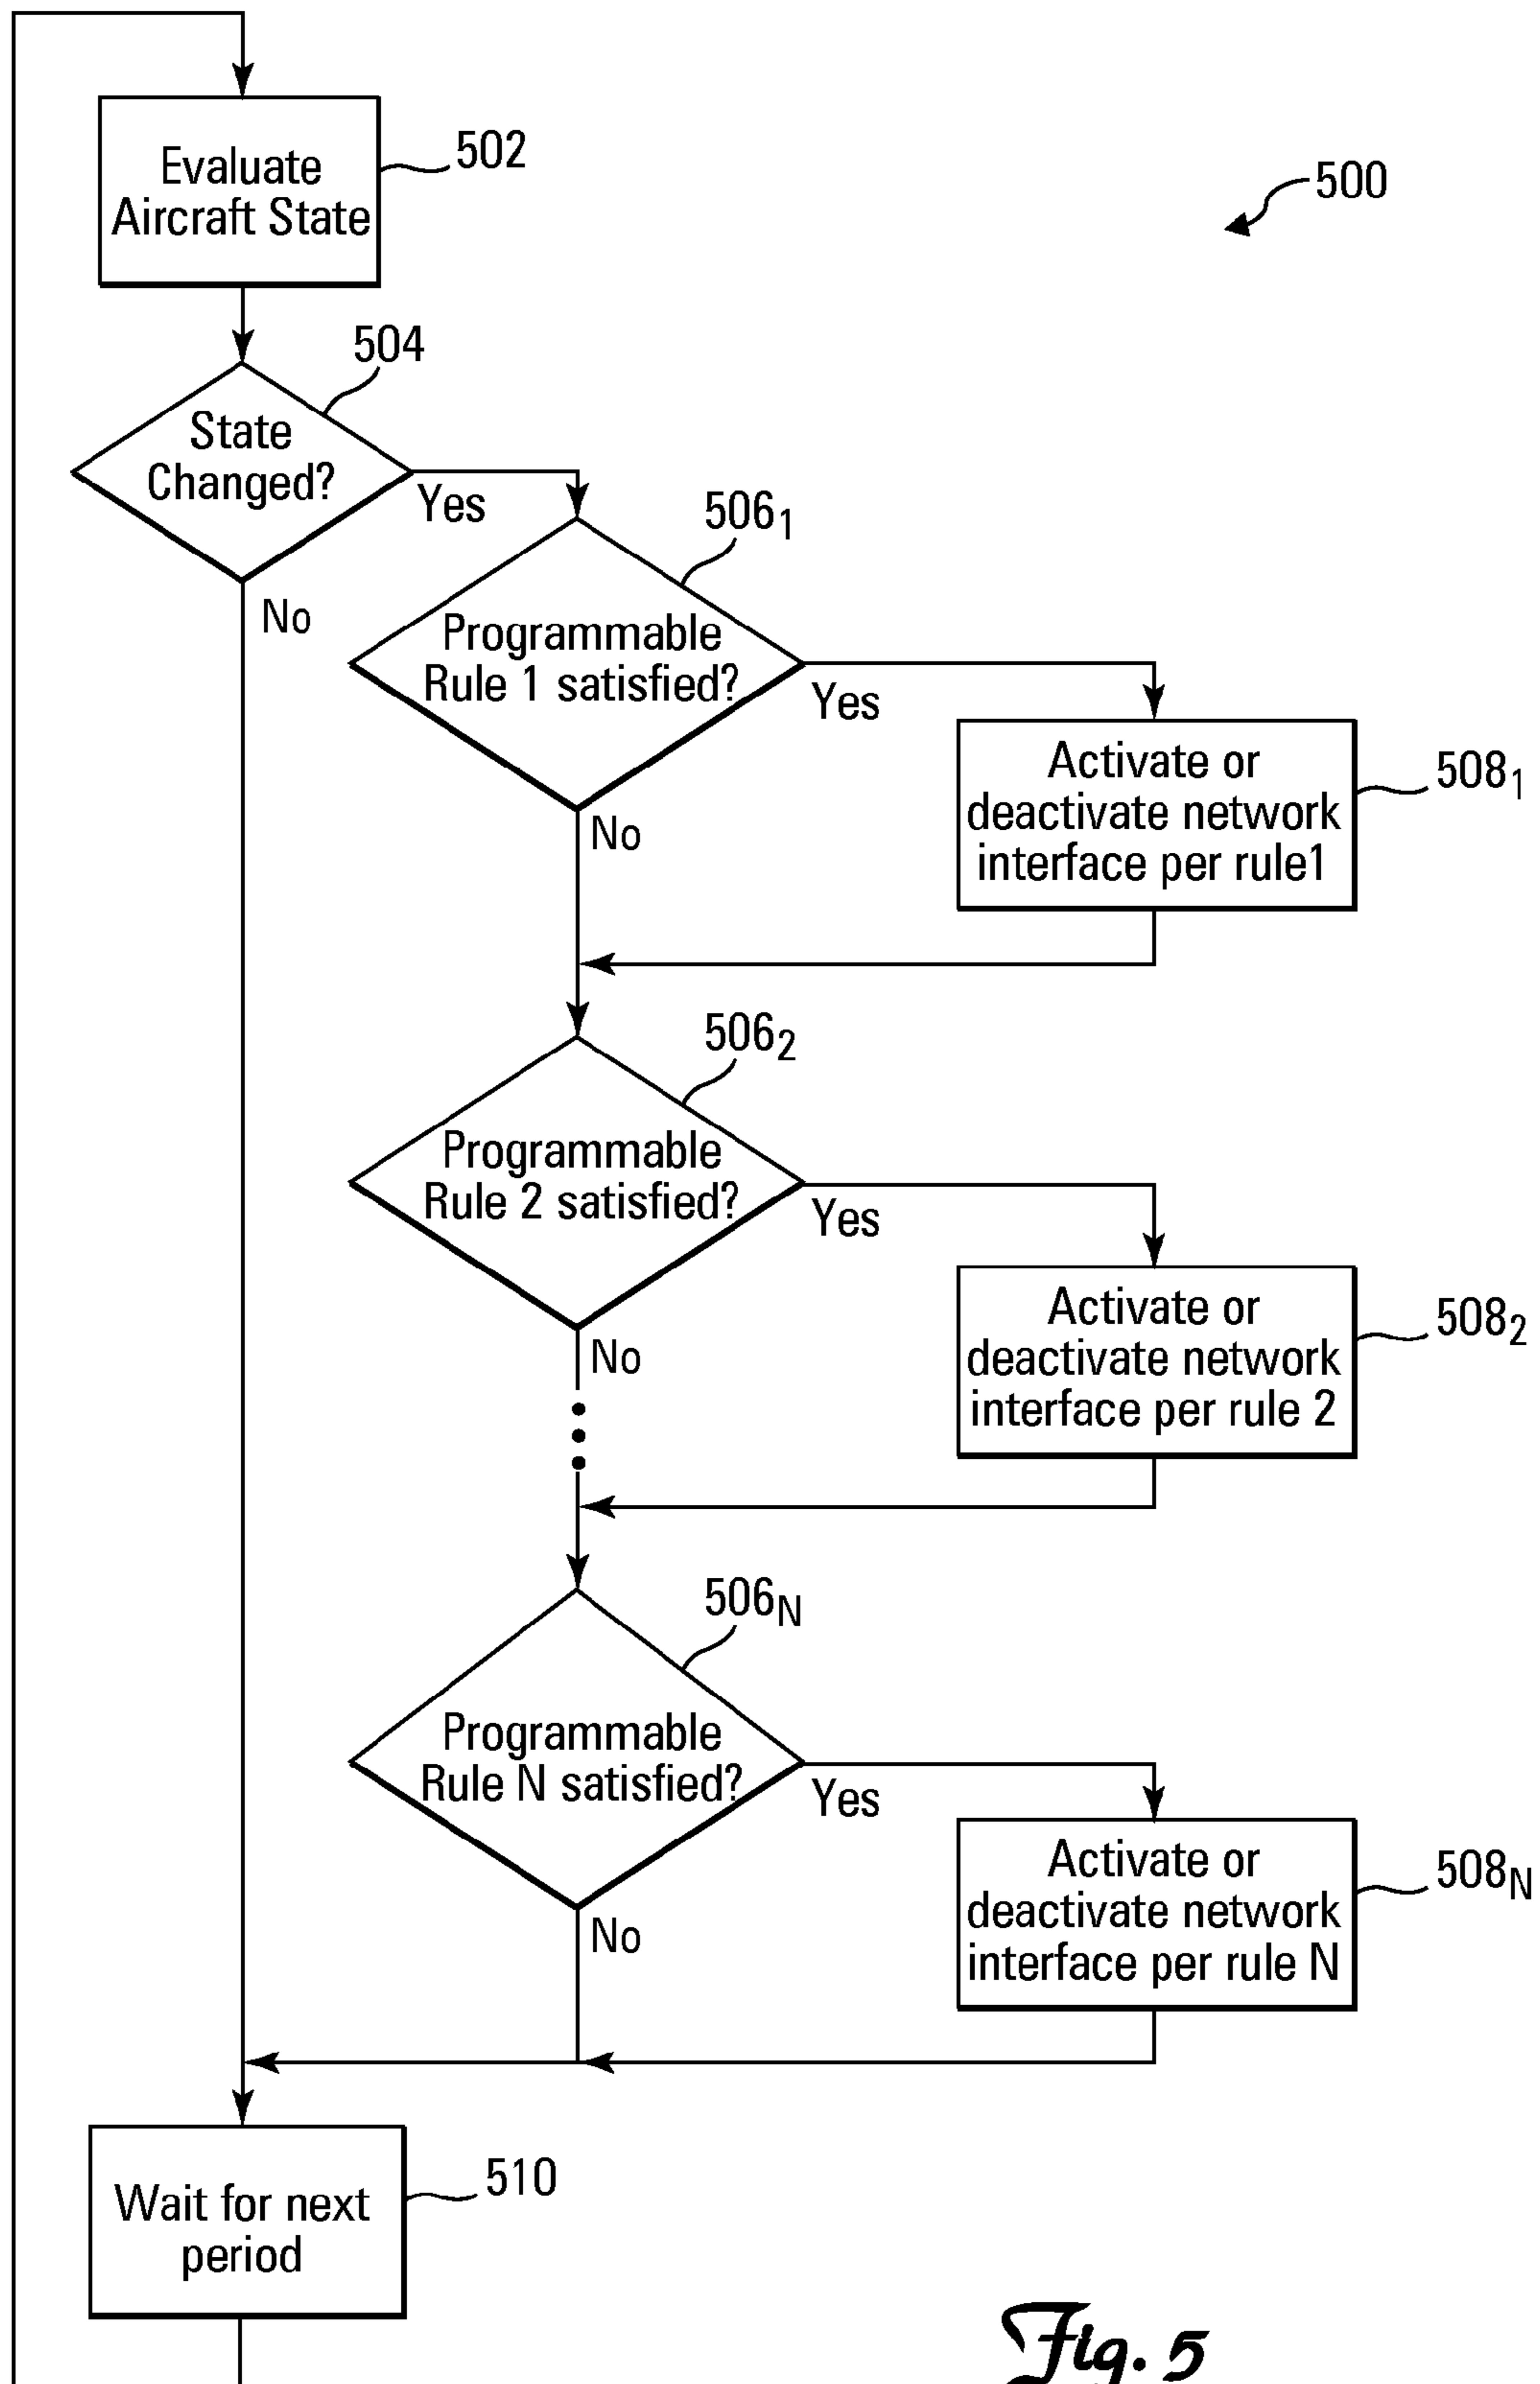 Evaluate
Aircraft State
502
500
504
State
Changed?
Yes
No
506₁
Programmable
Rule 1 satisfied?
Yes
No
Activate or
deactivate network
interface per rule1
508₁
506₂
Programmable
Rule 2 satisfied?
Yes
No
Activate or
deactivate network
interface per rule 2
508₂
506N
Programmable
Rule N satisfied?
Yes
No
Activate or
deactivate network
interface per rule N
508N
Wait for next
period
510
Fig. 5